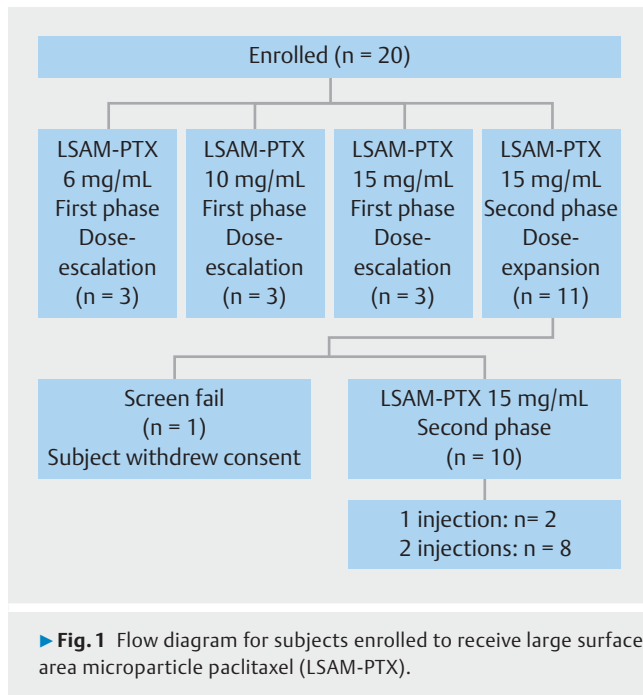 Enrolled (n = 20)
LSAM-PTX
6 mg/mL
First phase
Dose-
escalation
(n = 3)
LSAM-PTX
10 mg/mL
First phase
Dose-
escalation
(n = 3)
LSAM-PTX
15 mg/mL
First phase
Dose-
escalation
(n = 3)
LSAM-PTX
15 mg/mL
Second phase
Dose-
expansion
(n = 11)
Screen fail
(n = 1)
Subject withdrew consent
LSAM-PTX 15 mg/mL
Second phase
(n = 10)
1 injection: n= 2
2 injections: n = 8
▶ Fig. 1 Flow diagram for subjects enrolled to receive large surface
area microparticle paclitaxel (LSAM-PTX).